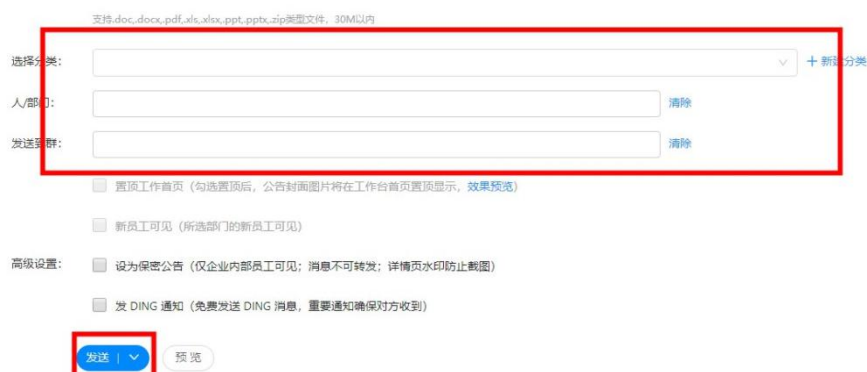 支持.doc,.docx,.pdf,.xls,.xlsx,.ppt,.pptx,.zip类型文件，30M以内
选择分类：
+ 新建分类
人/部门：
清除
发送到群：
清除
置顶工作首页（勾选置顶后，公告封面图片将在工作台首页置顶显示，效果预览）
新员工可见（所选部门的新员工可见）
高级设置： 设为保密公告（仅企业内部员工可见；消息不可转发；详情页水印防止截图）
发 DING 通知（免费发送 DING 消息，重要通知确保对方收到）
发送 | 预览